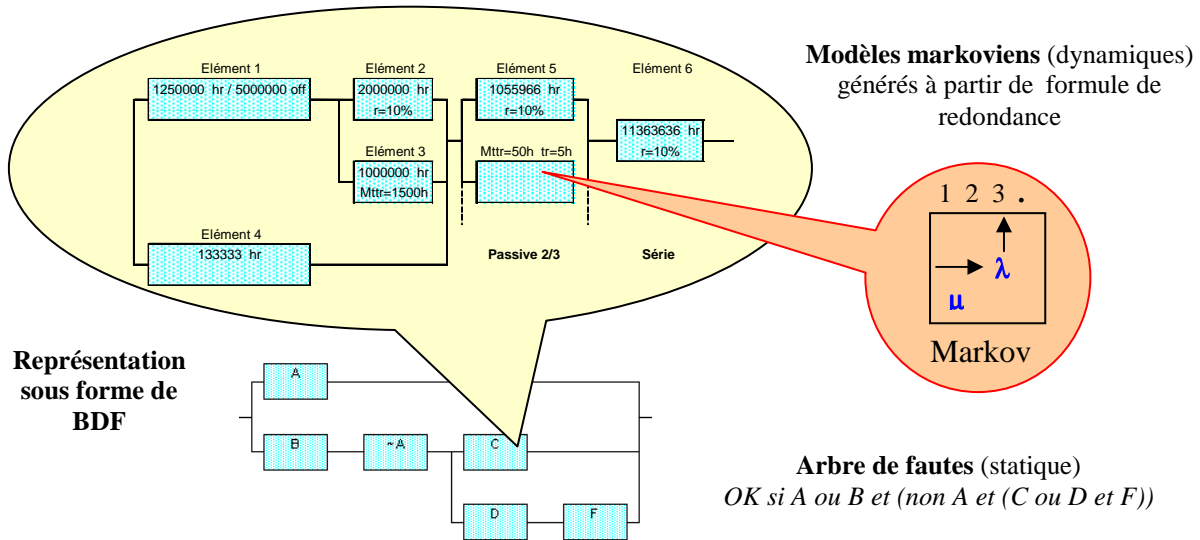 Elément 1
1250000 hr / 5000000 off
Elément 2
2000000 hr
r=10%
Elément 3
1000000 hr
Mttr=1500h
Elément 4
133333 hr
Elément 5
1055966 hr
r=10%
Mttr=50h tr=5h
Passive 2/3
Elément 6
11363636 hr
r=10%
Série
Modèles markoviens (dynamiques)
générés à partir de formule de
redondance
1 2 3 .
λ
μ
Markov
Représentation
sous forme de
BDF
A
B
~A
C
D
F
Arbre de fautes (statique)
OK si A ou B et (non A et (C ou D et F))